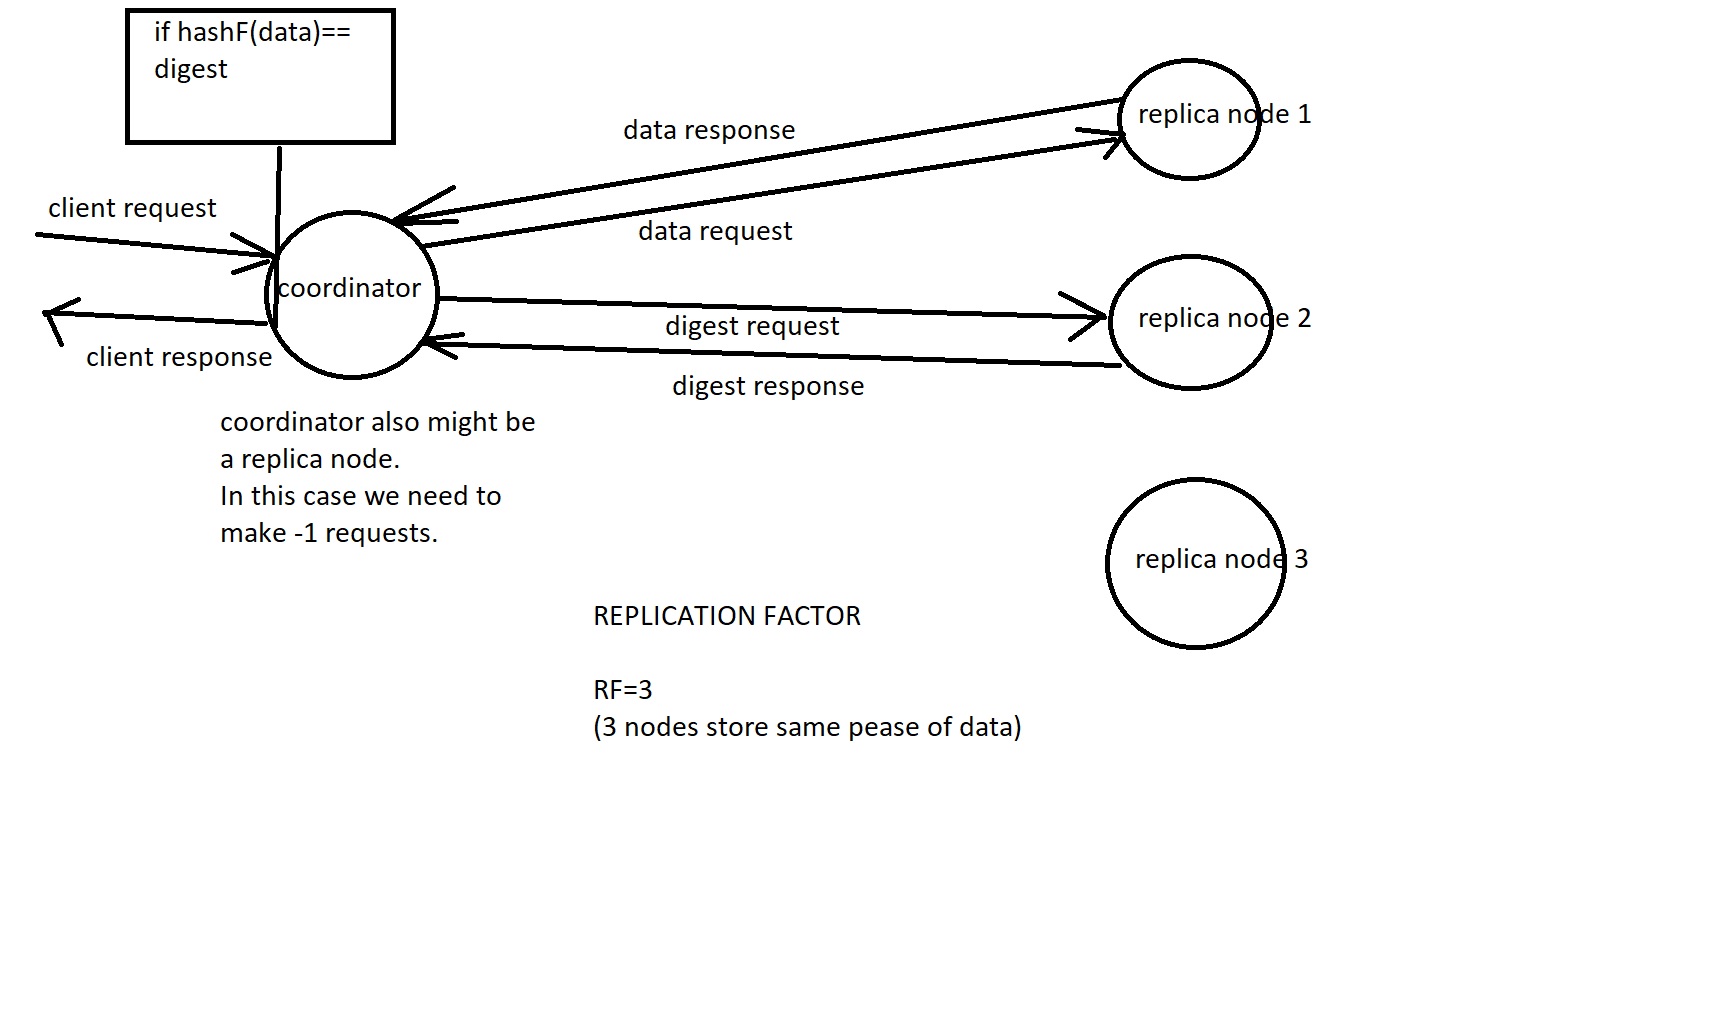 if hashF(data)==
digest
client request
client response
coordinator
data response
data request
digest request
digest response
replica node 1
replica node 2
replica node 3
coordinator also might be
a replica node.
In this case we need to
make -1 requests.
REPLICATION FACTOR
RF=3
(3 nodes store same pease of data)